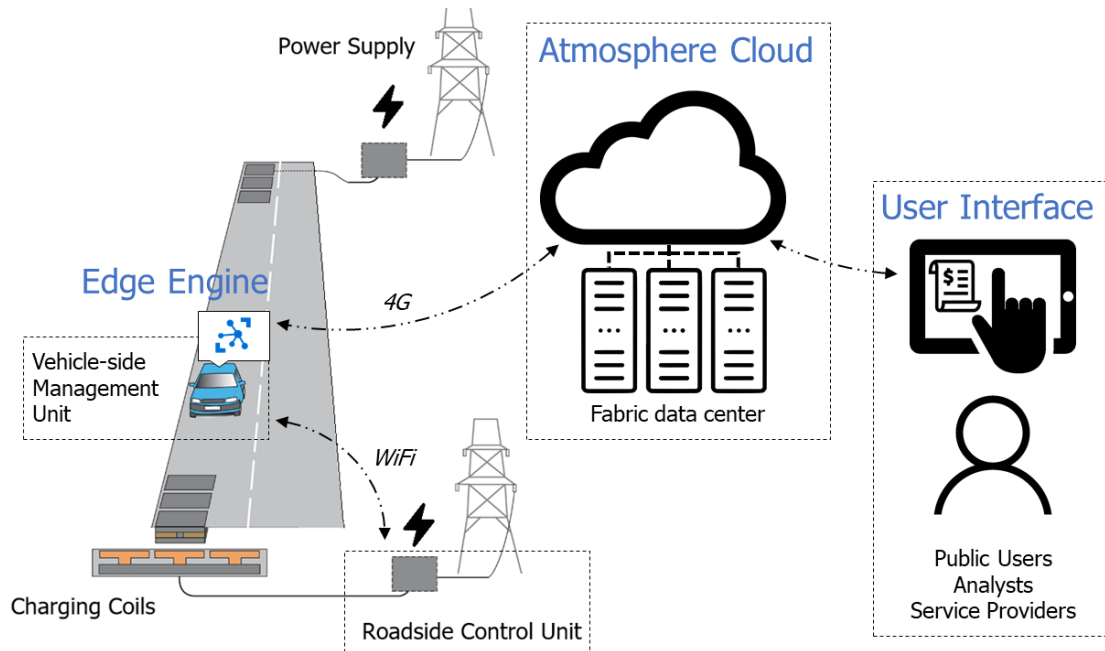 Power Supply
Atmosphere Cloud
User Interface
$
Edge Engine
4G
Vehicle-side
Management
Unit
Fabric data center
WiFi
Public Users
Analysts
Service Providers
Charging Coils
Roadside Control Unit